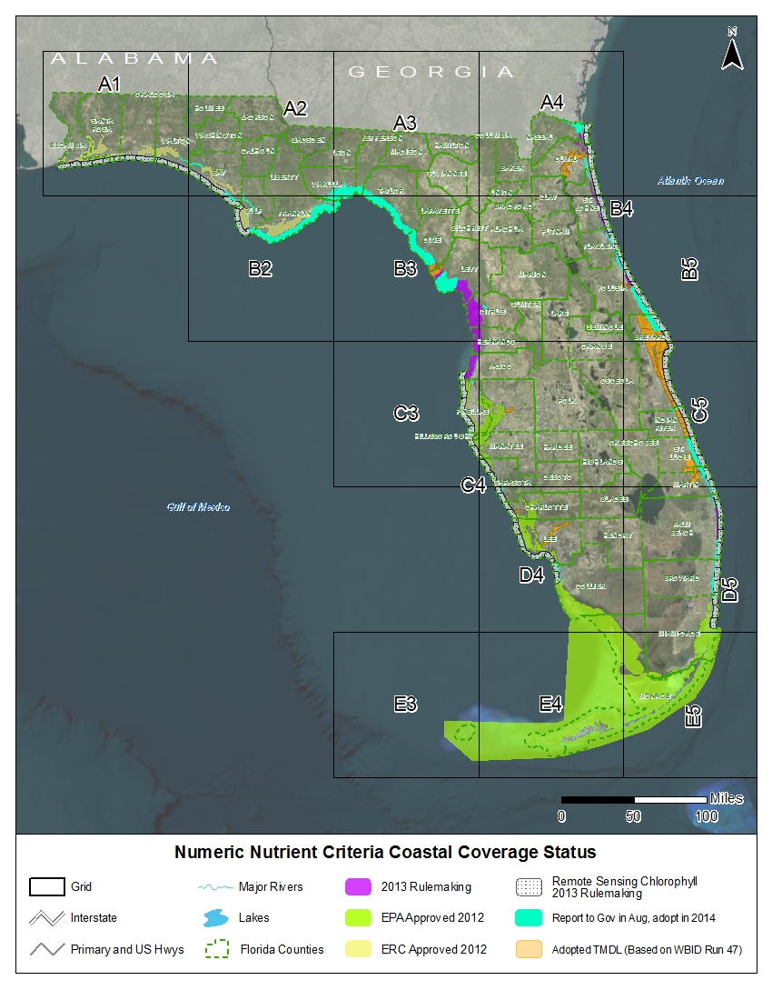 N
ALABAMA
GEORGIA
A1
A2
A3
A4
OKALOOSA
HOLMES
JACKSON
SANTA
ROSA
ESCAMBIA
WALTON
WASHINGTON
CALHOUN
GADSDEN
LEON
JEFFERSON
MADISON
HAMILTON
COLUMBIA
NASSAU
DUVAL
BAY
LIBERTY
WAKULLA
TAYLOR
SUWANNEE
BAKER
UNION
CLAY
ST.
JOHNS
GULF
FRANKLIN
LAFAYETTE
BRADFORD
DIXIE
GILCHRIST
ALACHUA
PUTNAM
FLAGLER
Atlantic Ocean
B2
B3
B4
B5
LEVY
MARION
VOLUSIA
CITRUS
SUMTER
LAKE
SEMINOLE
HERNANDO
ORANGE
BREVARD
PASCO
OSCEOLA
C3
PINELLAS
POLK
C5
HILLSBOROUGH
INDIAN
RIVER
MANATEE
HARDEE
OKEECHOBEE
ST.
LUCIE
HIGHLANDS
C4
SARASOTA
DESOTO
MARTIN
Gulf of Mexico
CHARLOTTE
GLADES
LEE
HENDRY
PALM
BEACH
D4
COLLIER
BROWARD
D5
MIAMI-DADE
E3
E4
MONROE
E5
Miles
0 50 100
Numeric Nutrient Criteria Coastal Coverage Status
Grid
Interstate
Primary and US Hwys
Major Rivers
Lakes
Florida Counties
2013 Rulemaking
EPA Approved 2012
ERC Approved 2012
Remote Sensing Chlorophyll
2013 Rulemaking
Report to Gov in Aug, adopt in 2014
Adopted TMDL (Based on WBID Run 47)